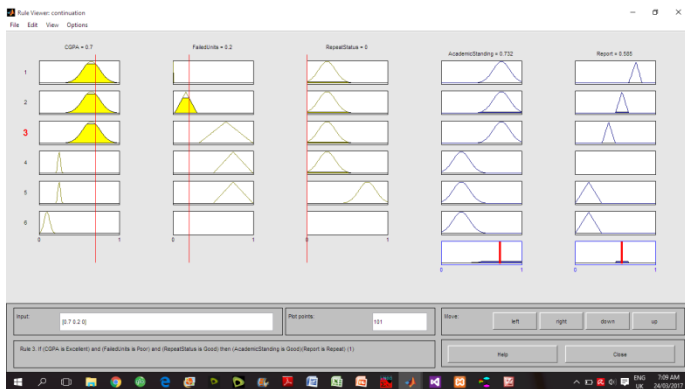 Rule Viewer: continuation
File Edit View Options
CGPA = 0.7
FailedUnits = 0.2
RepeatStatus = 0
AcademicStanding = 0.732
Report = 0.585
1
2
3
4
5
6
0 1
0 1
0 1
0 1
0 1
Input:
[0.7 0.2 0]
Plot points:
101
Move:
left
right
down
up
Rule 3. If (CGPA is Excellent) and (FailedUnits is Poor) and (RepeatStatus is Good) then (AcademicStanding is Good)(Report is Repeat) (1)
Help
Close
ENG
UK
7:09 AM
24/03/2017